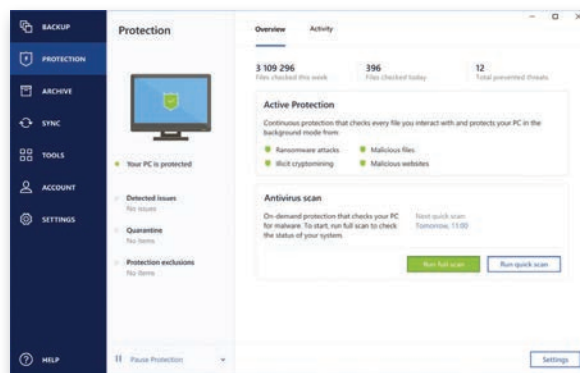 BACKUP
PROTECTION
ARCHIVE
SYNC
TOOLS
ACCOUNT
SETTINGS
HELP
Protection
Your PC is protected
Detected issues
No issues
Quarantine
No items
Protection exclusions
No items
Pause Protection
Overview Activity
3 109 296 396 12
Files checked this week Files checked today Total prevented threats
Active Protection
Continuous protection that checks every file you interact with and protects your PC in the
background mode from
Ransomware attacks Malicious files
Illicit cryptomining Malicious websites
Antivirus scan
On-demand protection that checks your PC Next quick scan
for malware. To start, run full scan to check Tomorrow, 11:00
the status of your system.
Run full scan Run quick scan
Settings